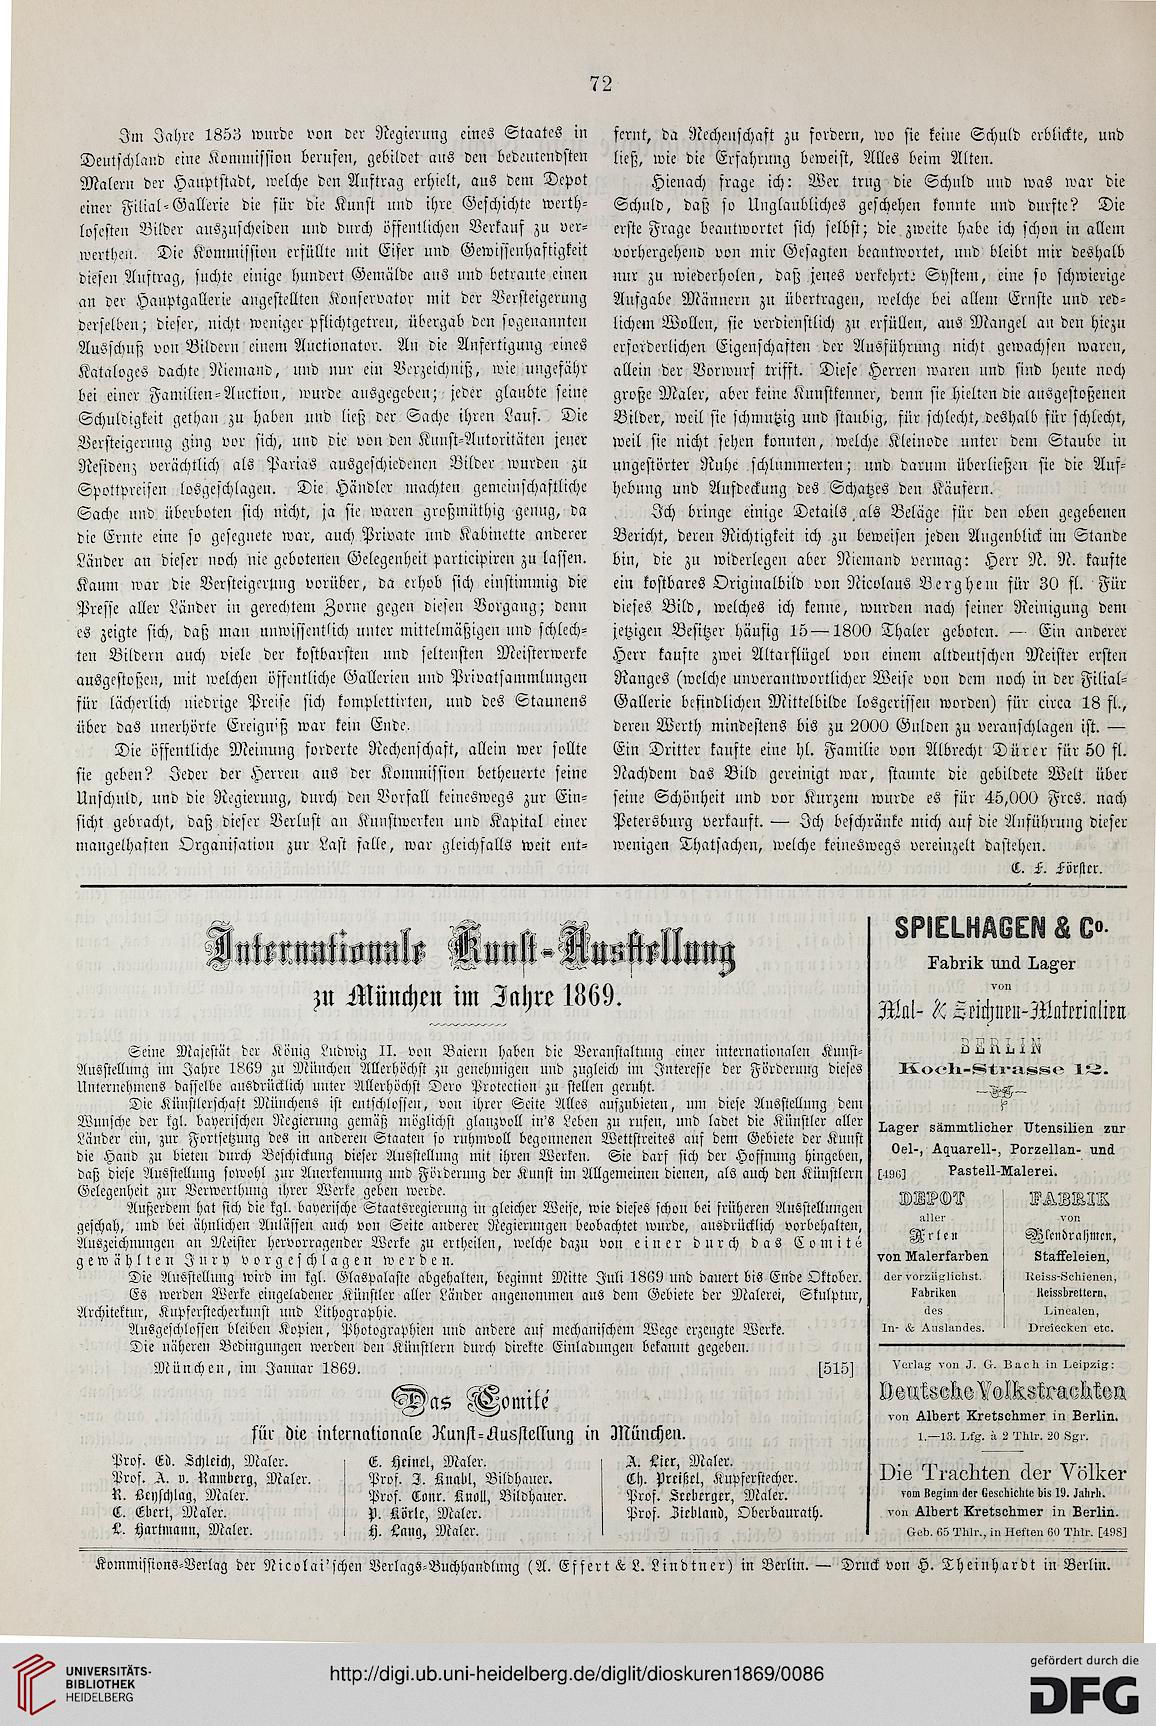 72
Im Jahre 1853 wurde von der Regierung eines Staates in
Deutschland eine Kommission berufen, gebildet aus den bedeutendsten
Malern der Hauptstadt, welche den Auftrag erhielt, aus dem Depot
einer Filial-Gallerie die für die Kunst und ihre Geschichte werth-
losesten Bilder auszuscheiden und durch öffentlichen Verkauf zu ver-
werthen. Die Kommission erfüllte mit Eifer und Gewissenhaftigkeit
diesen Auftrag, suchte einige hundert Gemälde aus und betraute einen
an der Hauptgallerie angestellten Konservator mit der Versteigerung
derselben; dieser, nicht weniger pflichtgetreu, übergab den sogenannten
Ausschuß von Bildern einem Auctionator. An die Anfertigung eines
Kataloges dachte Niemand, und nur ein Verzeichniß, wie ungefähr
bei einer Familien-Auction, wurde ausgegeben; jeder glaubte seine
Schuldigkeit gethan zu haben und ließ der Sache ihren Lauf. Die
Versteigerung ging vor sich, und die von den Kunst-Autoritäten jener
Residenz verächtlich als Parias ausgeschiedenen Bilder wurden zu
Spottpreisen losgeschlagen. Die Händler machten gemeinschaftliche
Sache und überboten sich nicht, ja sie waren großmüthig genug, da
die Ernte eine so gesegnete war, auch Private und Kabinette anderer
Länder an dieser noch nie gebotenen Gelegenheit participiren zu lassen.
Kaum war die Versteigerung vorüber, da erhob sich einstimmig die
Presse aller Länder in gerechtem Zorne gegen diesen Vorgang; denn
es zeigte sich, daß man unwissentlich unter mittelmäßigen und schlech-
ten Bildern auch viele der kostbarsten und seltensten Meisterwerke
ausgestoßen, mit welchen öffentliche Gallerien und Privatsammlungen
für lächerlich niedrige Preise sich komplettirten, und des Staunens
über das unerhörte Ereigniß war kein Ende.
Die öffentliche Meinung forderte Rechenschaft, allein wer sollte
sie geben? Jeder der Herren aus der Kommission betheuerte seine
Unschuld, und die Regierung, durch den Vorfall keineswegs zur Ein-
sicht gebracht, daß dieser Verlust an Kunstwerken und Kapital einer
mangelhaften Organisation zur Last falle, war gleichfalls weit ent-
fernt, da Rechenschaft zu fordern, wo sie keine Schuld erblickte, und
ließ, wie die Erfahrung beweist, Alles beim Alten.
Hienach frage ich: Wer trug die Schuld und was war die
Schuld, daß so Unglaubliches geschehen konnte und durfte? Die
erste Frage beantwortet sich selbst; die zweite habe ich schon in allem
vorhergehend von mir Gesagten beantwortet, und bleibt mir deshalb
nur zu wiederholen, daß jenes verkehrte System, eine so schwierige
Aufgabe Männern zu übertragen, welche bei allem Ernste und red-
lichem Wollen, sie verdienstlich zu erfüllen, aus Mangel an den hiezu
erforderlichen Eigenschaften der Ausführung nicht gewachsen waren,
allein der Vorwurf trifft. Diese Herren waren und sind heute noch
große Maler, aber keine Kunstkenner, denn sie hielten die ausgestoßenen
Bilder, weil sie schmutzig und staubig, für schlecht, deshalb für schlecht,
weil sie nicht sehen konnten, welche Kleinode unter dem Staube in
ungestörter Ruhe schlummerten; und darum überließen sie die Auf-
hebung und Aufdeckung des Schatzes den Käufern.
Ich bringe einige Details als Beläge für den oben gegebenen
Bericht, deren Richtigkeit ich zu beweisen jeden Augenblick im Stande
bin, die zu widerlegen aber Niemand vermag: Herr N. N. kaufte
ein kostbares Originalbild von Nicolaus Berghem für 30 fl. Für
dieses Bild, welches ich kenne, wurden nach seiner Reinigung dem
jetzigen Besitzer häufig 15—1800 Thaler geboten. — Ein anderer
Herr kaufte zwei Altarflügel von einem altdeutschen Meister ersten
Ranges (welche unverantwortlicher Weise von dem noch in der Filial-
Gallerie befindlichen Mittelbilde losgerissen worden) für circa 18 fl.,
deren Werth mindestens bis zu 2000 Gulden zu veranschlagen ist. —
Ein Dritter kaufte eine hl. Familie von Albrecht Dürer für 50 fl.
Nachdem das Bild gereinigt war, staunte die gebildete Welt über
seine Schönheit und vor Kurzem wurde es für 45,000 Frcs. nach
Petersburg verkauft. — Ich beschränke mich auf die Anführung dieser
wenigen Thatsachen, welche keineswegs vereinzelt dastehen.
C. F. Förster.
Internationale Kunst-Ausstellung
zu München im Jahre 1869.
Seine Majestät der König Ludwig II. von Baiern haben die Veranstaltung einer internationalen Kunst-
Ausstellung im Jahre 1869 zu München Allerhöchst zu genehmigen und zugleich im Interesse der Förderung dieses
Unternehmens dasselbe ausdrücklich unter Allerhöchst Dero Protection zu stellen geruht.
Die Künstlerschaft Münchens ist entschlossen, von ihrer Seite Alles aufzubieten, um diese Ausstellung dem
Wunsche der kgl. bayerischen Regierung gemäß möglichst glanzvoll in's Leben zu rufen, und ladet die Künstler aller
Länder ein, zur Fortsetzung des in anderen Staaten so ruhmvoll begonnenen Wettstreites auf dem Gebiete der Kunst
die Hand zu bieten durch Beschickung dieser Ausstellung mit ihren Werken. Sie darf sich der Hoffnung hingeben,
daß diese Ausstellung sowohl zur Anerkennung und Förderung der Kunst im Allgemeinen dienen, als auch den Künstlern
Gelegenheit zur Verwerthung ihrer Werke geben werde.
Außerdem hat sich die kgl. bayerische Staatsregierung in gleicher Weise, wie dieses schon bei früheren Ausstellungen
geschah, und bei ähnlichen Anlässen auch von Seite anderer Regierungen beobachtet wurde, ausdrücklich vorbehalten,
Auszeichnungen an Meister hervorragender Werke zu ertheilen, welche dazu von einer durch das Comité
gewählten Jury vorgeschlagen werden.
Die Ausstellung wird im kgl. Glaspalaste abgehalten, beginnt Mitte Juli 1869 und dauert bis Ende Oktober.
Es werden Werke eingeladener Künstler aller Länder angenommen aus dem Gebiete der Malerei, Skulptur,
Architektur, Kupferstecherkunst und Lithographie.
Ausgeschlossen bleiben Kopien, Photographien und andere auf mechanischem Wege erzeugte Werke.
Die näheren Bedingungen werden den Künstlern durch direkte Einladungen bekannt gegeben.
München, im Januar 1869. [515]
Das Comité
für die internationale Kunst-Ausstellung in München.
Prof. Ed. Schleich, Maler.
Prof. A. v. Ramberg, Maler.
R. Beyschlag, Maler.
C. Ebert, Maler.
L. Hartmann, Maler.
E. Heinel, Maler.
Prof. J. Knabl, Bildhauer.
Prof. Conr. Knoll, Bildhauer.
P. Körle, Maler.
H. Lang, Maler.
A. Lier, Maler.
Ch. Preißel, Kupferstecher.
Prof. Seeberger, Maler.
Prof. Ziebland, Oberbaurath.
SPIELHAGEN & Co.
Fabrik und Lager
von
Mal- & Zeichnen-Materialien
BERLIN
Koch-Strasse 12.
Lager sämmtlicher Utensilien zur
Oel-, Aquarell-, Porzellan- und
[496] Pastell-Malerei.
DEPOT
aller
Arten
von Malerfarben
der vorzüglichst.
Fabriken
des
In- & Auslandes.
FABRIK
von
Blendrahmen,
Staffeleien,
Reiss-Schienen,
Reissbrettern,
Linealen,
Dreiecken etc.
Verlag von J. G. Bach in Leipzig:
Deutsche Volkstrachten
von Albert Kretschmer in Berlin.
1.—13. Lfg. à 2 Thlr. 20 Sgr.
Die Trachten der Völker
vom Beginn der Geschichte bis 19. Jahrh.
von Albert Kretschmer in Berlin.
Geb. 65 Thlr., in Heften 60 Thlr. [498]
Kommissions-Verlag der Nicolai'schen Verlags-Buchhandlung (A. Effert & L. Lindtner) in Berlin. — Druck von H. Theinhardt in Berlin.
UNIVERSITÄTS-
BIBLIOTHEK
HEIDELBERG
http://digi.ub.uni-heidelberg.de/diglit/dioskuren1869/0086
gefördert durch die
DFG